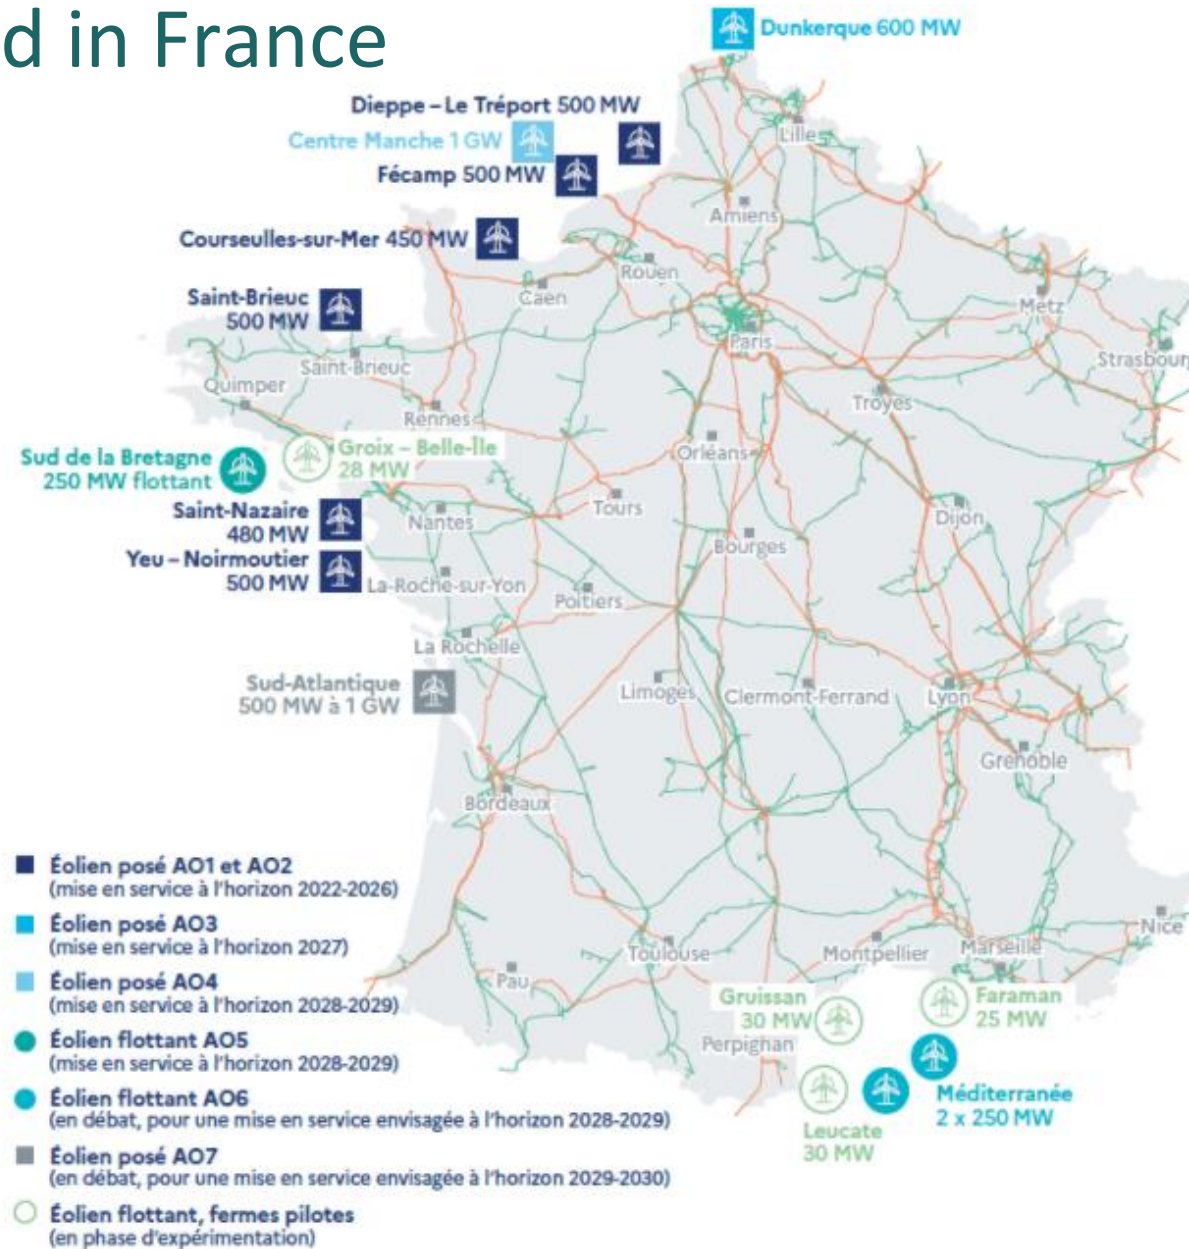 d in France
Dunkerque 600 MW
Dieppe – Le Tréport 500 MW
Centre Manche 1 GW
Lille
Fécamp 500 MW
Amiens
Courseulles-sur-Mer 450 MW
Rouen
Caen
Metz
Saint-Brieuc
500 MW
Paris
Strasbourg
Saint-Brieuc
Quimper
Rennes
Troyes
Groix – Belle-Île
28 MW
Orléans
Sud de la Bretagne
250 MW flottant
Saint-Nazaire
480 MW
Nantes
Tours
Dijon
Bourges
Yeu – Noirmoutier
500 MW
La-Roche-sur-Yon
Poitiers
La Rochelle
Sud-Atlantique
500 MW à 1 GW
Limoges
Clermont-Ferrand
Lyon
Grenoble
Bordeaux
Éolien posé AO1 et AO2
(mise en service à l'horizon 2022-2026)
Éolien posé AO3
(mise en service à l'horizon 2027)
Nice
Toulouse
Montpellier
Marseille
Pau
Éolien posé AO4
(mise en service à l'horizon 2028-2029)
Gruissan
30 MW
Faraman
25 MW
Perpighan
Éolien flottant AO5
(mise en service à l'horizon 2028-2029)
Éolien flottant AO6
(en débat, pour une mise en service envisagée à l'horizon 2028-2029)
Méditerranée
2 x 250 MW
Leucate
30 MW
Éolien posé AO7
(en débat, pour une mise en service envisagée à l'horizon 2029-2030)
Éolien flottant, fermes pilotes
(en phase d'expérimentation)